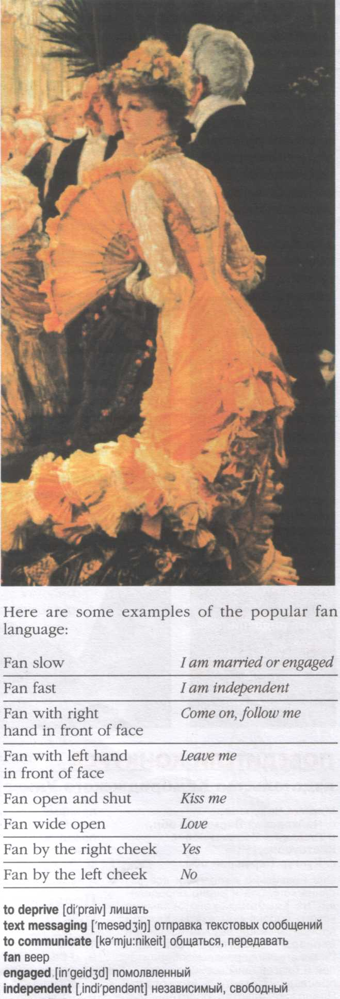 Here are some examples of the popular fan
language:
Fan slow I am married or engaged
Fan fast I am independent
Fan with right Come on, follow me
hand in front of face
Fan with left hand Leave me
in front of face
Fan open and shut Kiss me
Fan wide open Love
Fan by the right cheek Yes
Fan by the left cheek No
to deprive [di'praiv] лишать
text messaging ['mesədʒiŋ] отправка текстовых сообщений
to communicate [kə'mju:nikeit] общаться, передавать
fan веер
engaged [in'geidʒd] помолвленный
independent [ˌindi'pendənt] независимый, свободный